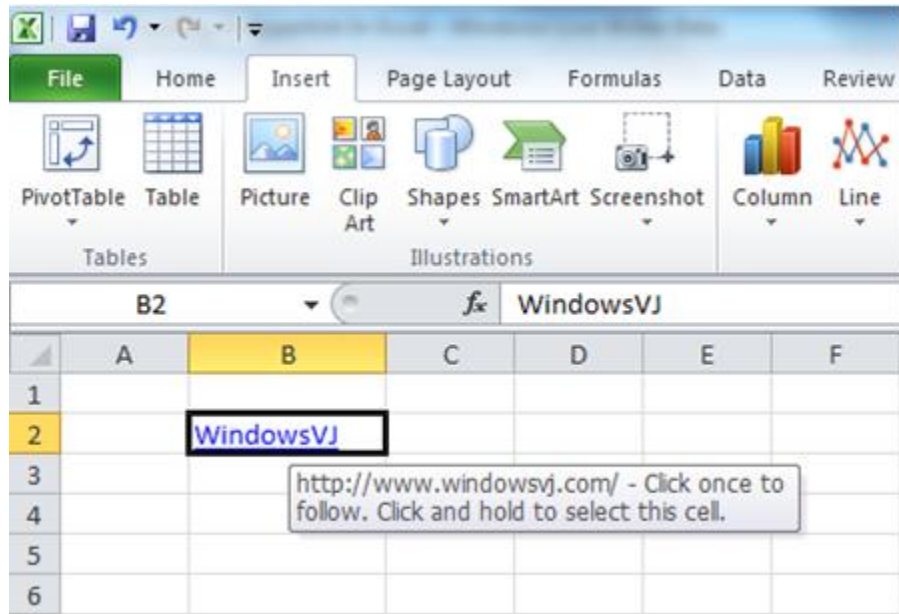 File Home Insert Page Layout Formulas Data Review
PivotTable Table Picture Clip Art Shapes SmartArt Screenshot Column Line
Tables Illustrations
B2 fx WindowsVJ
A B C D E F
1
2 WindowsVJ
3 http://www.windowsvj.com/ - Click once to
4 follow. Click and hold to select this cell.
5
6